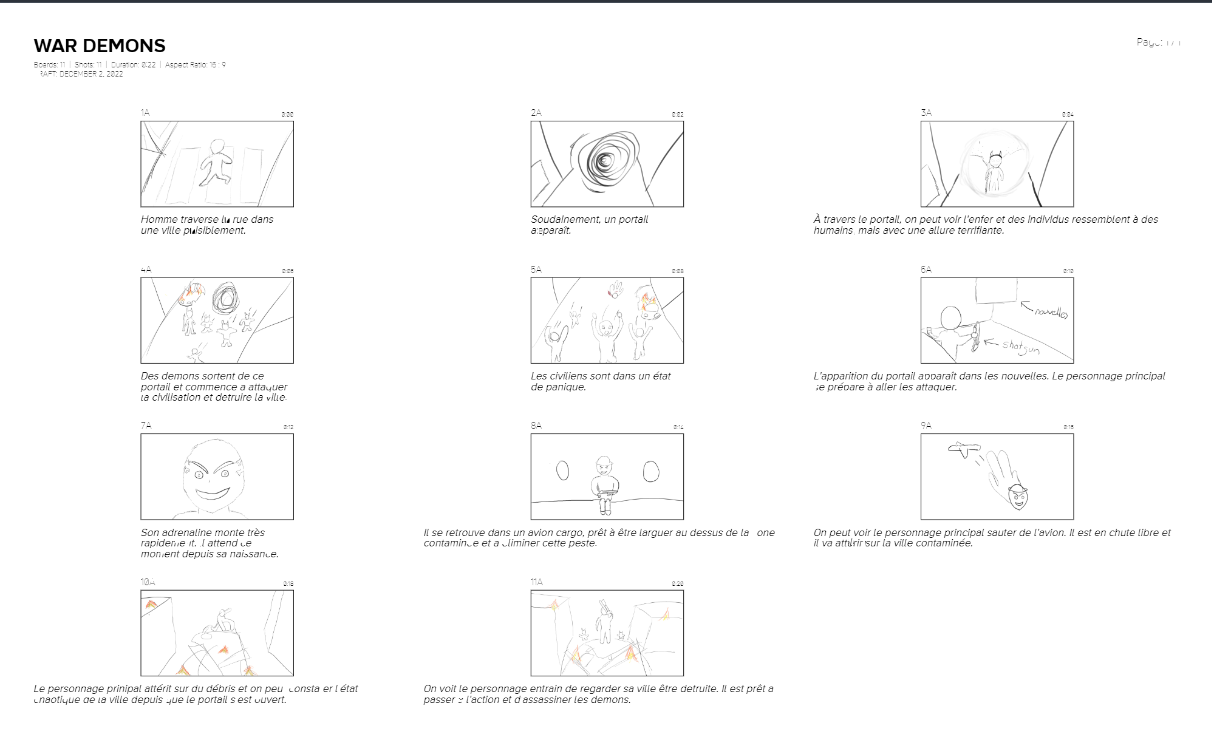 WAR DEMONS
Page: 1 / 1
Boards: 11 | Shots: 11 | Duration: 0:22 | Aspect Ratio: 16 : 9
DRAFT: DECEMBER 2, 2022
1A 0:00
2A 0:02
3A 0:04
Homme traverse la rue dans
une ville paisiblement.
Soudainement, un portail
apparaît.
À travers le portail, on peut voir l'enfer et des individus ressemblent à des
humains, mais avec une allure terrifiante.
4A 0:06
5A 0:08
6A 0:10
nouvelle
shotgun
Des demons sortent de ce
portail et commence a attaquer
la civilisation et detruire la ville.
Les civiliens sont dans un état
de panique.
L'apparition du portail apparaît dans les nouvelles. Le personnage principal
se prépare à aller les attaquer.
7A 0:12
8A 0:14
9A 0:16
Son adrenaline monte très
rapidement. Il attend ce
moment depuis sa naissance.
Il se retrouve dans un avion cargo, prêt à être larguer au dessus de la zone
contaminée et a éliminer cette peste.
On peut voir le personnage principal sauter de l'avion. Il est en chute libre et
il va attérir sur la ville contaminée.
10A 0:18
11A 0:20
Le personnage prinipal attérit sur du débris et on peu constater l'état
chaotique de la ville depuis que le portail s'est ouvert.
On voit le personnage entrain de regarder sa ville être detruite. Il est prêt a
passer à l'action et d'assassiner les demons.